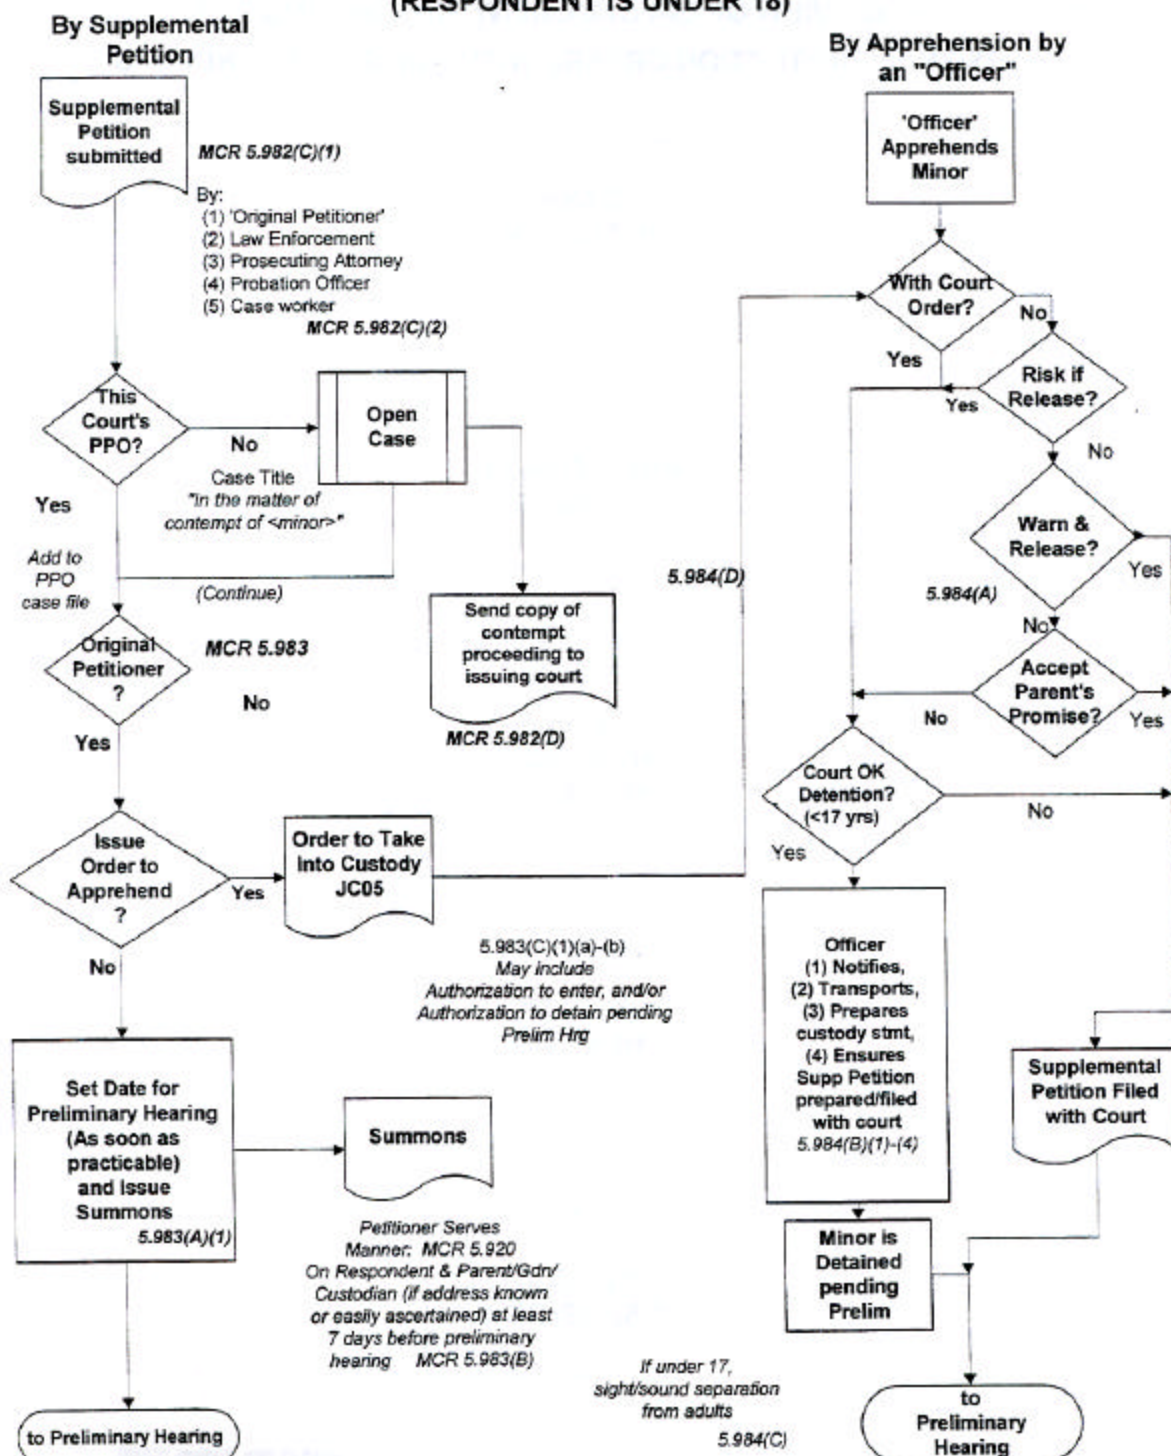 (RESPONDENT IS UNDER 18)
By Supplemental
Petition
Supplemental
Petition
submitted
MCR 5.982(C)(1)
By:
(1) 'Original Petitioner'
(2) Law Enforcement
(3) Prosecuting Attorney
(4) Probation Officer
(5) Case worker
MCR 5.982(C)(2)
This
Court's
PPO?
No
Open
Case
Case Title
"In the matter of
contempt of <minor>"
Yes
Add to
PPO
case file
(Continue)
Send copy of
contempt
proceeding to
issuing court
MCR 5.982(D)
Original
Petitioner
?
MCR 5.983
No
Yes
Issue
Order to
Apprehend
?
Yes
Order to Take
Into Custody
JC05
No
5.983(C)(1)(a)-(b)
May include
Authorization to enter, and/or
Authorization to detain pending
Prelim Hrg
Set Date for
Preliminary Hearing
(As soon as
practicable)
and Issue
Summons
5.983(A)(1)
Summons
Petitioner Serves
Manner: MCR 5.920
On Respondent & Parent/Gdn/
Custodian (if address known
or easily ascertained) at least
7 days before preliminary
hearing MCR 5.983(B)
to Preliminary Hearing
By Apprehension by
an "Officer"
'Officer'
Apprehends
Minor
With Court
Order?
No
Yes
Risk if
Release?
Yes
No
Warn &
Release?
Yes
5.984(D)
5.984(A)
No
Accept
Parent's
Promise?
No
Yes
Court OK
Detention?
(<17 yrs)
No
Yes
Officer
(1) Notifies,
(2) Transports,
(3) Prepares
custody stmt,
(4) Ensures
Supp Petition
prepared/filed
with court
5.984(B)(1)-(4)
Supplemental
Petition Filed
with Court
Minor is
Detained
pending
Prelim
If under 17,
sight/sound separation
from adults
5.984(C)
to
Preliminary
Hearing